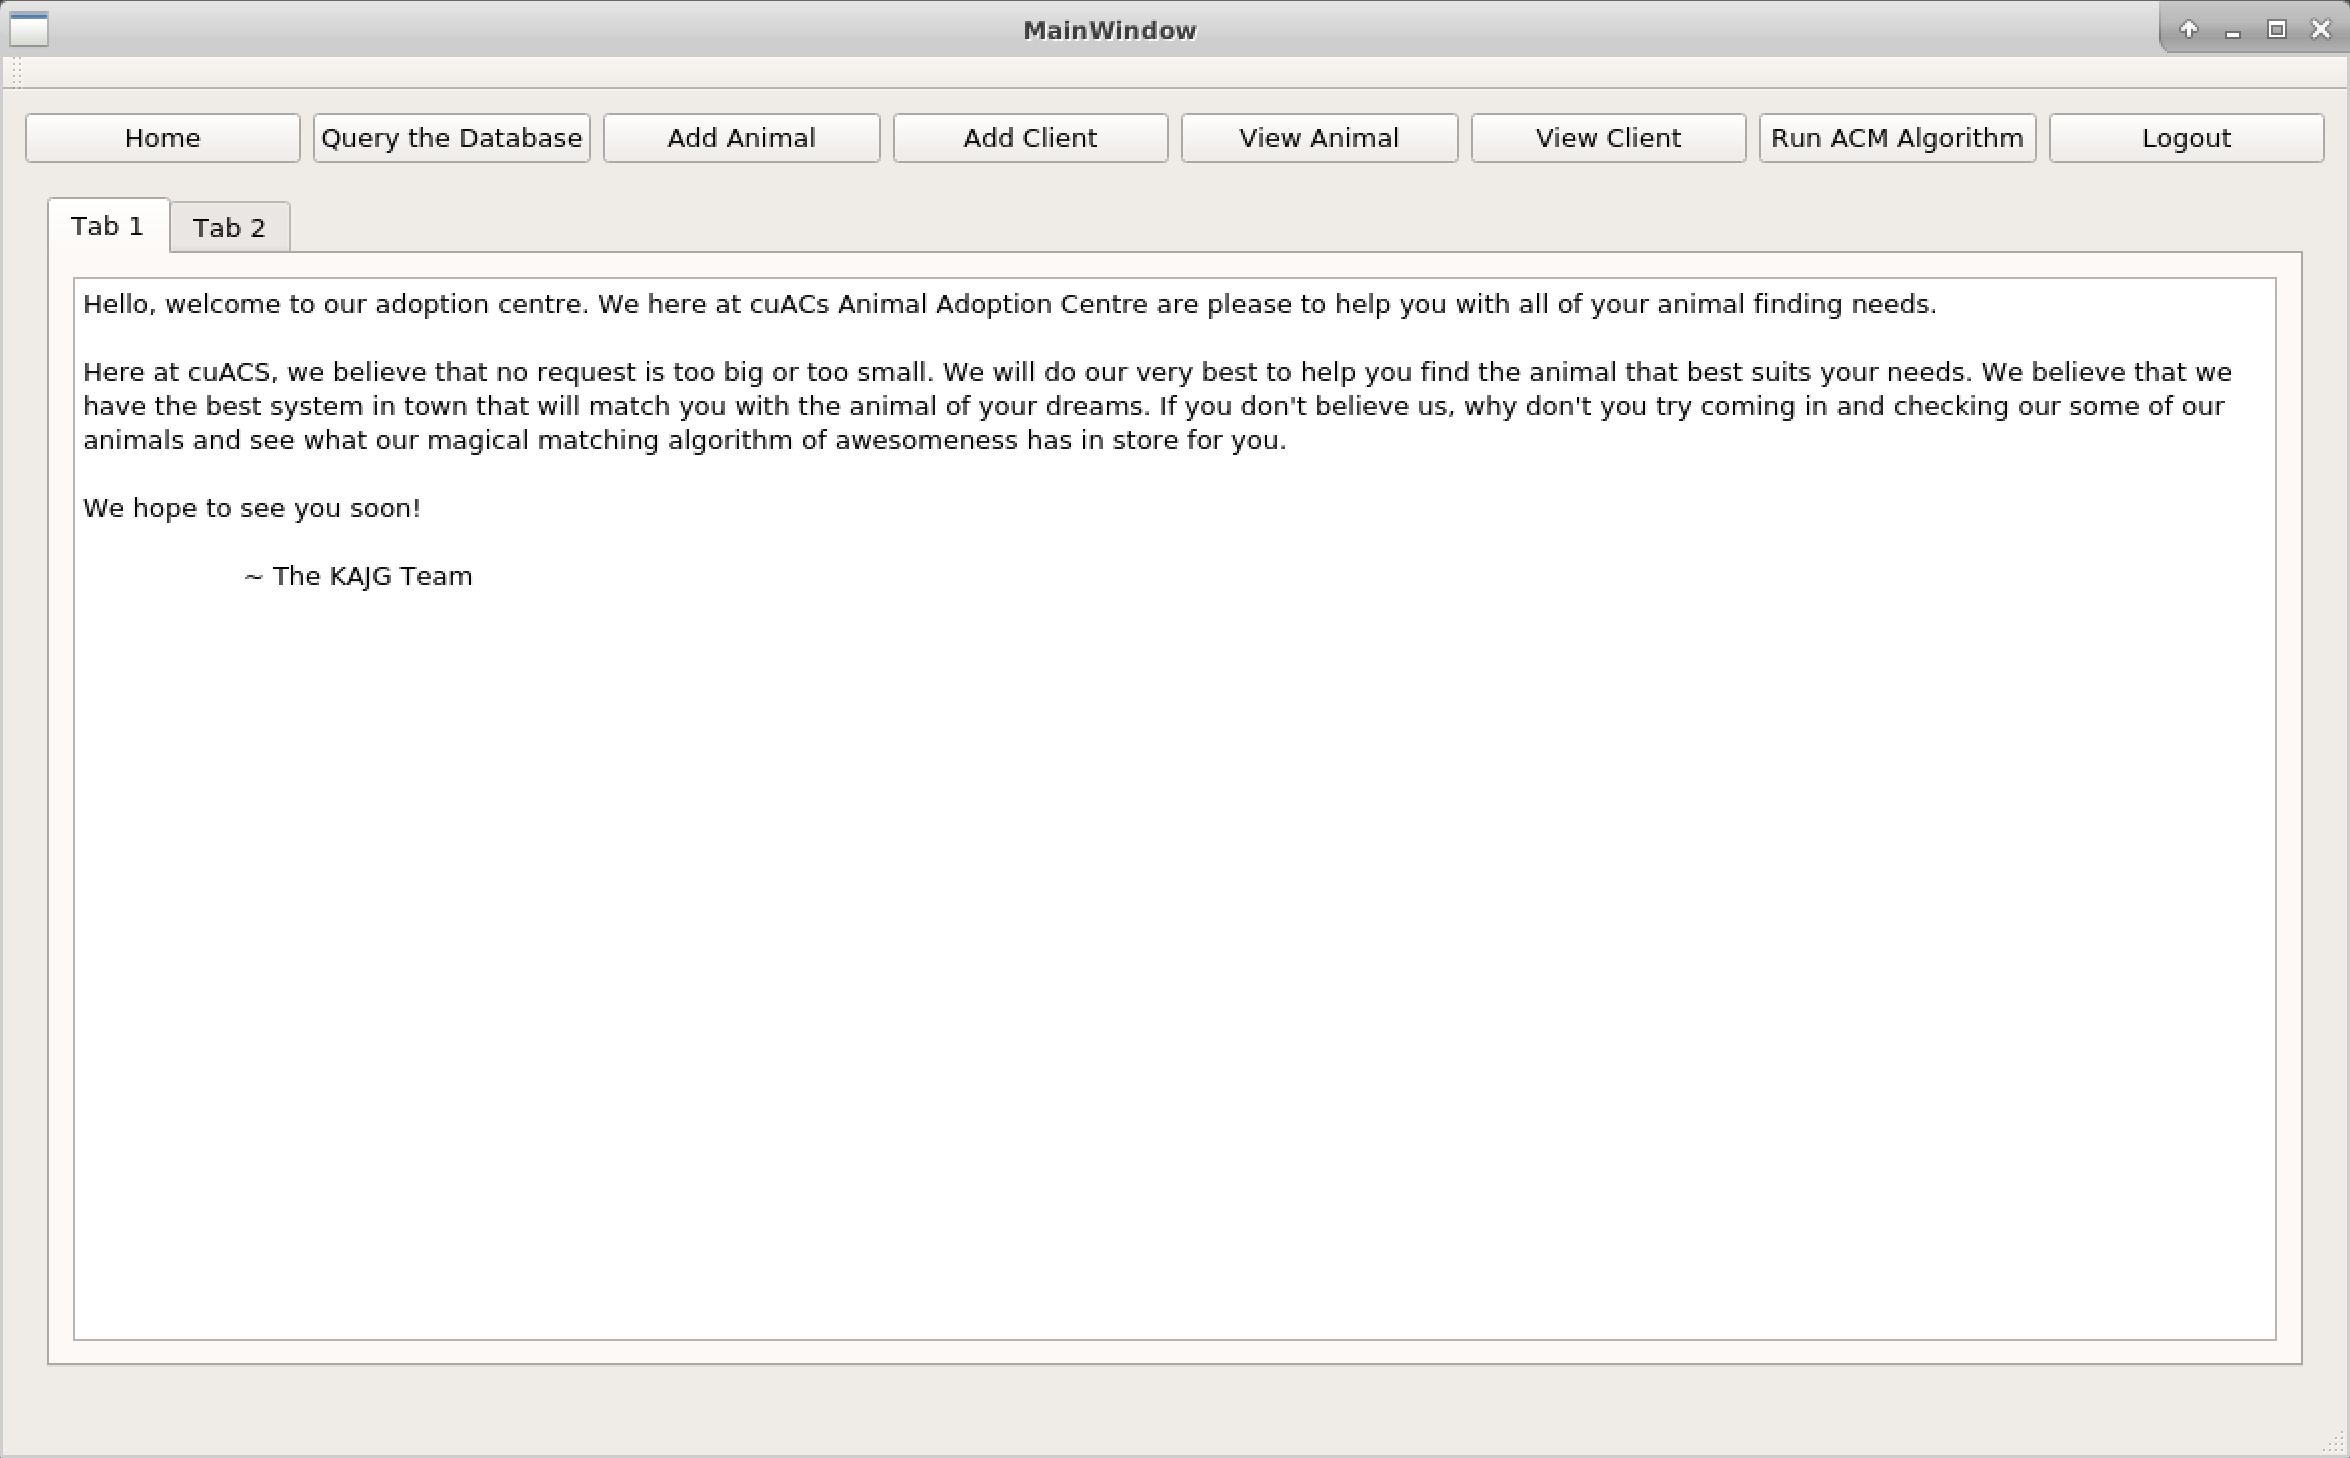 MainWindow
Home
Query the Database
Add Animal
Add Client
View Animal
View Client
Run ACM Algorithm
Logout
Tab 1
Tab 2
Hello, welcome to our adoption centre. We here at cuACs Animal Adoption Centre are please to help you with all of your animal finding needs.
Here at cuACS, we believe that no request is too big or too small. We will do our very best to help you find the animal that best suits your needs. We believe that we
have the best system in town that will match you with the animal of your dreams. If you don't believe us, why don't you try coming in and checking our some of our
animals and see what our magical matching algorithm of awesomeness has in store for you.
We hope to see you soon!
~ The KAJG Team